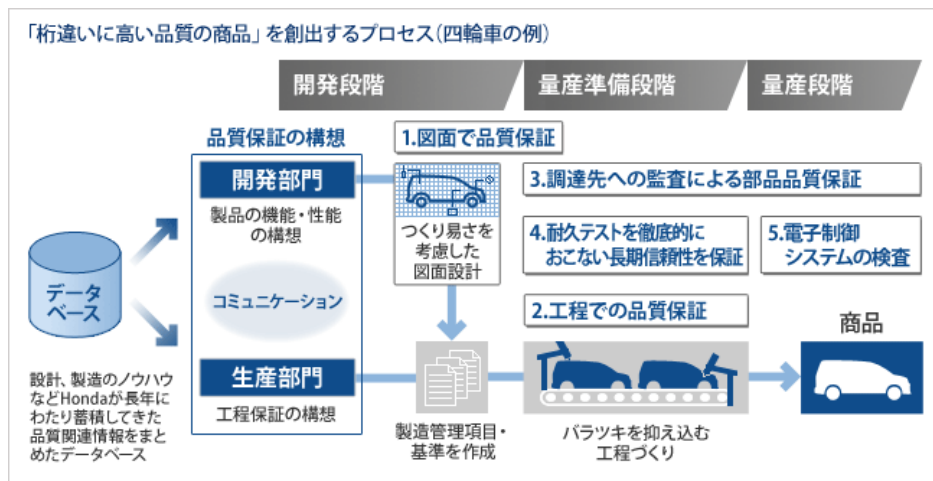 「桁違いに高い品質の商品」を創出するプロセス(四輪車の例)
開発段階
量産準備段階
量産段階
品質保証の構想
開発部門
製品の機能・性能
の構想
コミュニケーション
生産部門
工程保証の構想
データ
ベース
設計、製造のノウハウ
などHondaが長年に
わたり蓄積してきた
品質関連情報をまと
めたデータベース
1.図面で品質保証
つくり易さを
考慮した
図面設計
製造管理項目・
基準を作成
3.調達先への監査による部品品質保証
4.耐久テストを徹底的に
おこない長期信頼性を保証
5.電子制御
システムの検査
2.工程での品質保証
バラツキを抑え込む
工程づくり
商品